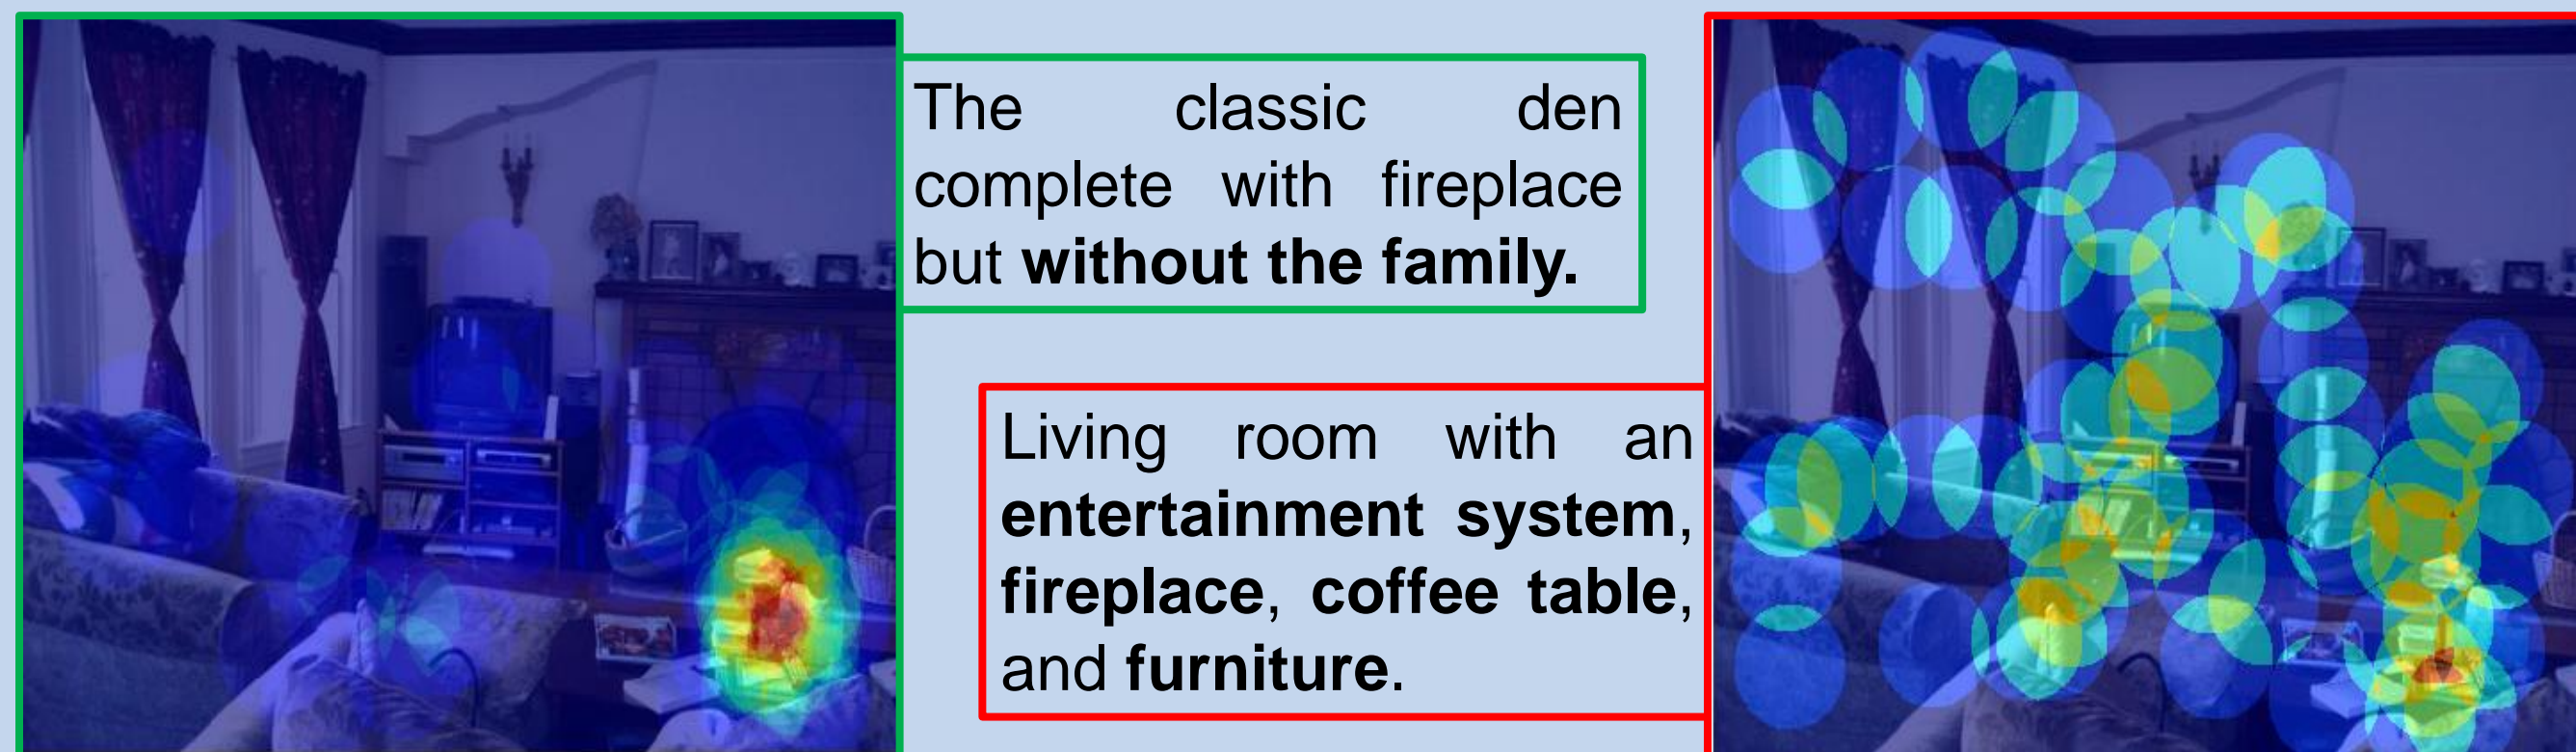 The classic den
complete with fireplace
but without the family.
Living room with an
entertainment system,
fireplace, coffee table,
and furniture.